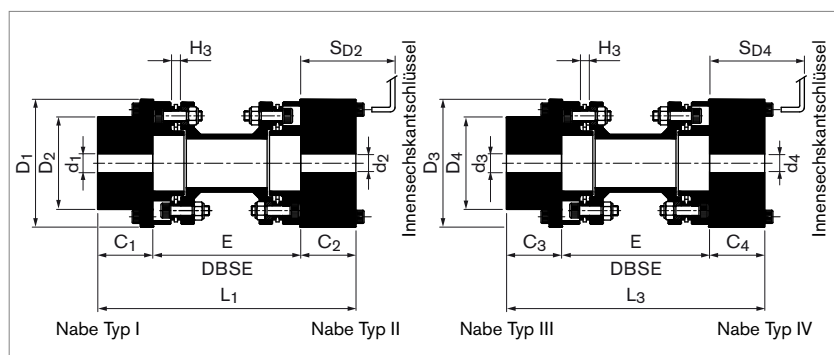 H3
SD2
Innensechskantschlüssel
D1
D2
d1
d2
C1
E
C2
DBSE
L1
Nabe Typ I
Nabe Typ II
H3
SD4
Innensechskantschlüssel
D3
D4
d3
d4
C3
E
C4
DBSE
L3
Nabe Typ III
Nabe Typ IV